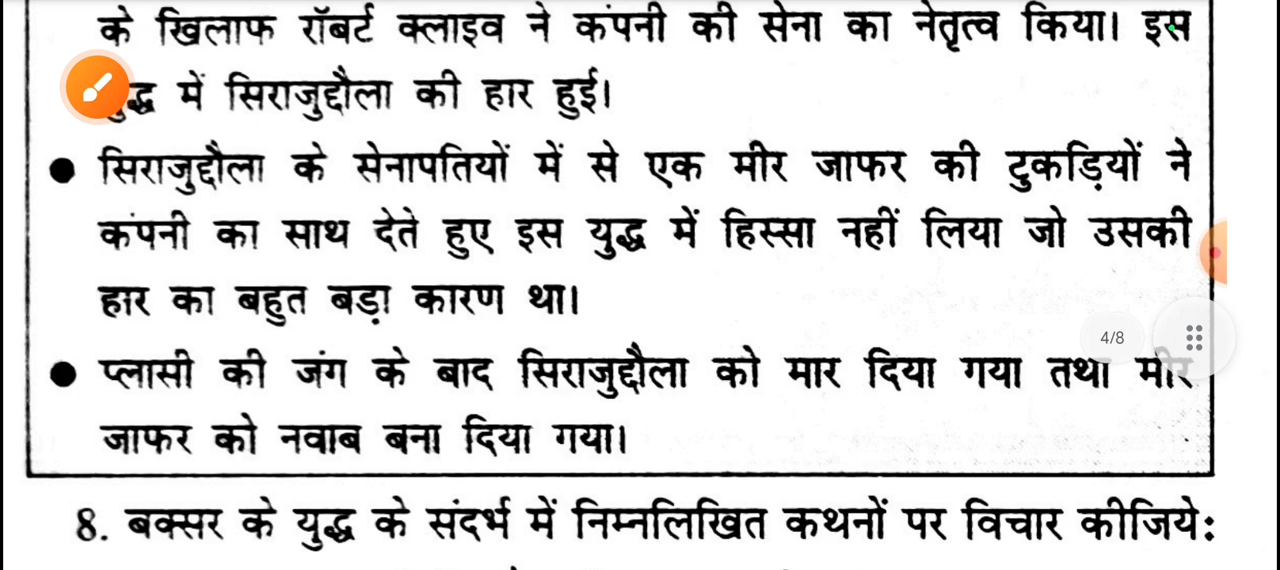 के खिलाफ रॉबर्ट क्लाइव ने कंपनी की सेना का नेतृत्व किया। इस
में सिराजुद्दौला की हार हुई।
● सिराजुद्दौला के सेनापतियों में से एक मीर जाफर की टुकड़ियों ने
कंपनी का साथ देते हुए इस युद्ध में हिस्सा नहीं लिया जो उसकी
हार का बहुत बड़ा कारण था।
4/8
● प्लासी की जंग के बाद सिराजुद्दौला को मार दिया गया तथा मीर
जाफर को नवाब बना दिया गया।
8. बक्सर के युद्ध के संदर्भ में निम्नलिखित कथनों पर विचार कीजिये: